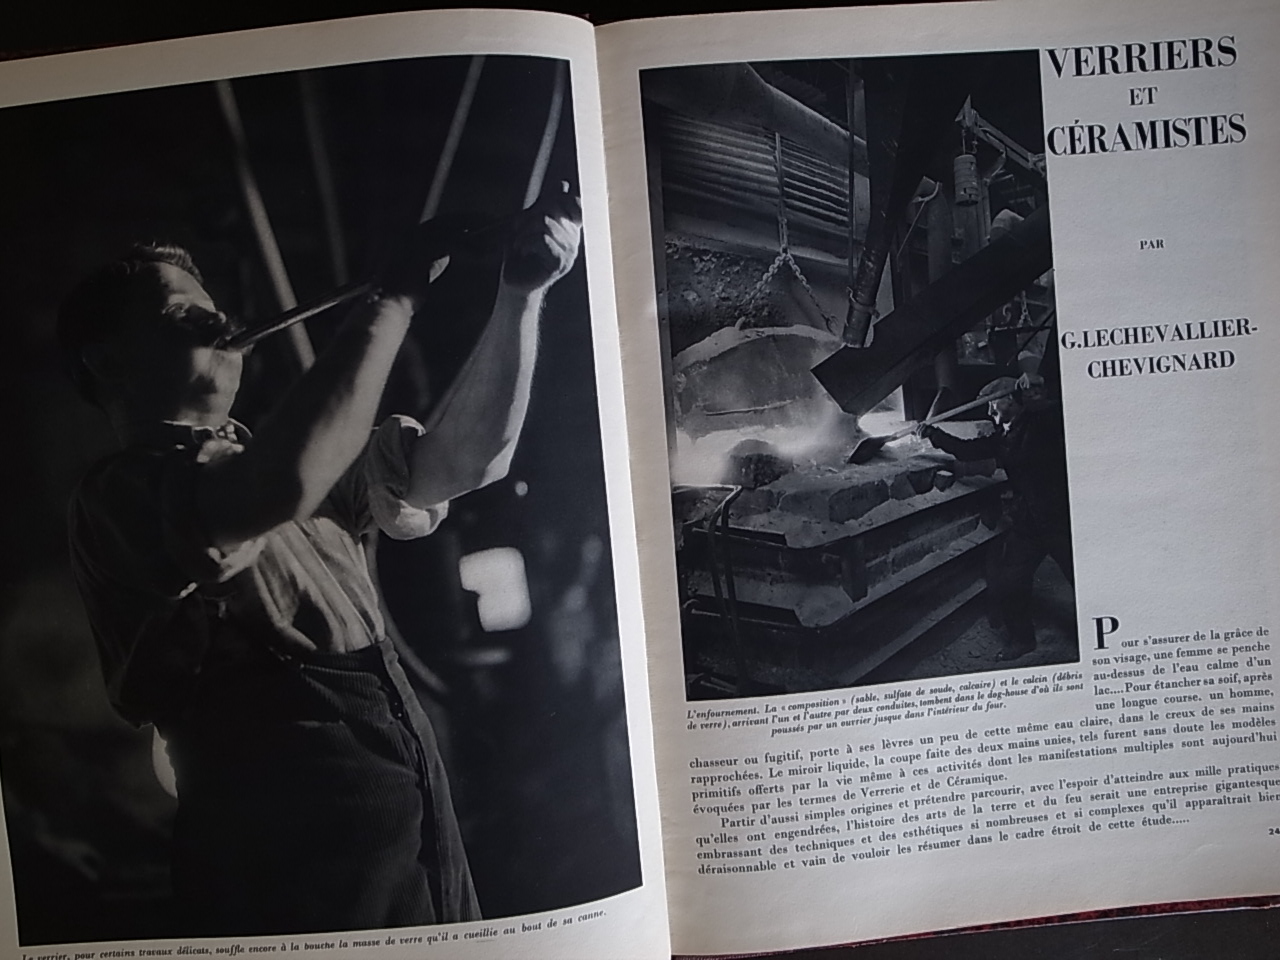 Le verrier, pour certains travaux délicats, souffle encore à la bouche la masse de verre qu'il a cueillie au bout de sa canne.
VERRIERS
ET
CÉRAMISTES
PAR
G. LECHEVALLIER-
CHEVIGNARD
L'enfournement. La « composition » (sable, sulfate de soude, calcaire) et le calcin (débris
de verre), arrivant l'un et l'autre par deux conduites, tombent dans le dog-house d'où ils sont
poussés par un ouvrier jusque dans l'intérieur du four.
Pour s'assurer de la grâce de
son visage, une femme se penche
au-dessus de l'eau calme d'un
lac.... Pour étancher sa soif, après
une longue course, un homme,
chasseur ou fugitif, porte à ses lèvres un peu de cette même eau claire, dans le creux de ses mains
rapprochées. Le miroir liquide, la coupe faite des deux mains unies, tels furent sans doute les modèles
primitifs offerts par la vie même à ces activités dont les manifestations multiples sont aujourd'hui
évoquées par les termes de Verrerie et de Céramique.
Partir d'aussi simples origines et prétendre parcourir, avec l'espoir d'atteindre aux mille pratiques
qu'elles ont engendrées, l'histoire des arts de la terre et du feu serait une entreprise gigantesque
embrassant des techniques et des esthétiques si nombreuses et si complexes qu'il apparaîtrait bien
déraisonnable et vain de vouloir les résumer dans le cadre étroit de cette étude.....